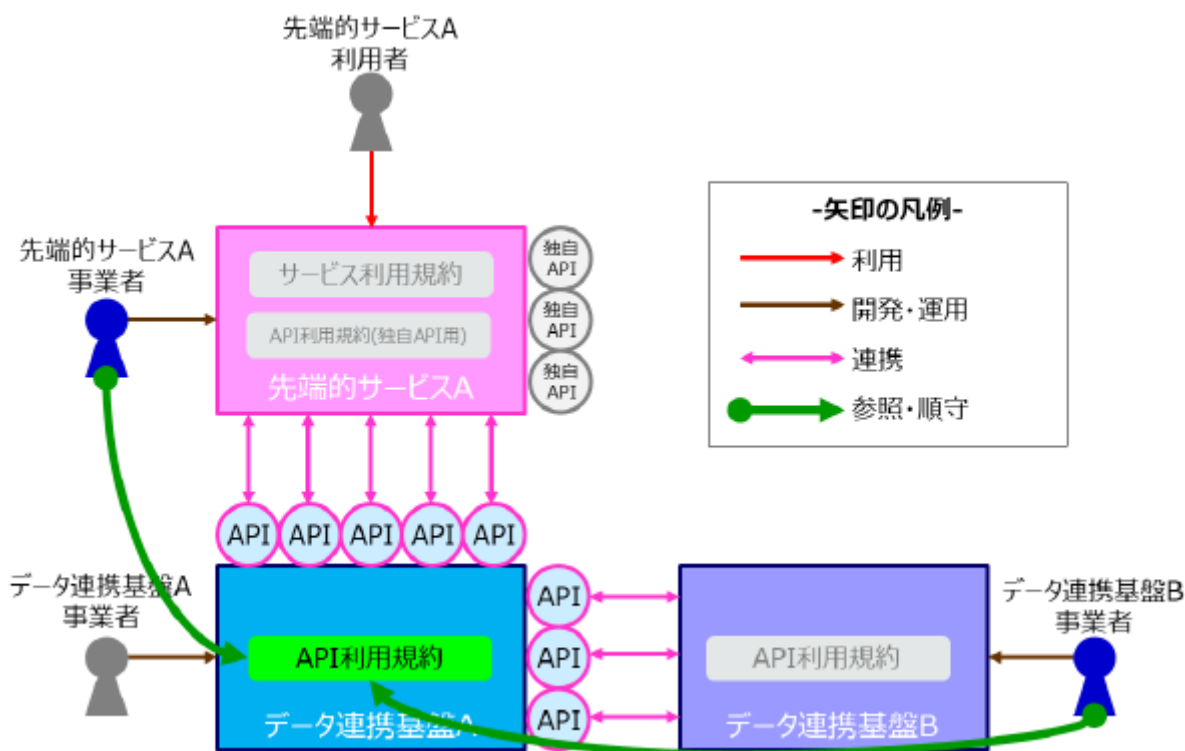 先端的サービスA
利用者
先端的サービスA
事業者
サービス利用規約
API利用規約(独自API用)
先端的サービスA
独自
API
独自
API
独自
API
-矢印の凡例-
利用
開発・運用
連携
参照・順守
API
API
API
API
API
データ連携基盤A
事業者
API利用規約
データ連携基盤A
API
API
API
API利用規約
データ連携基盤B
データ連携基盤B
事業者